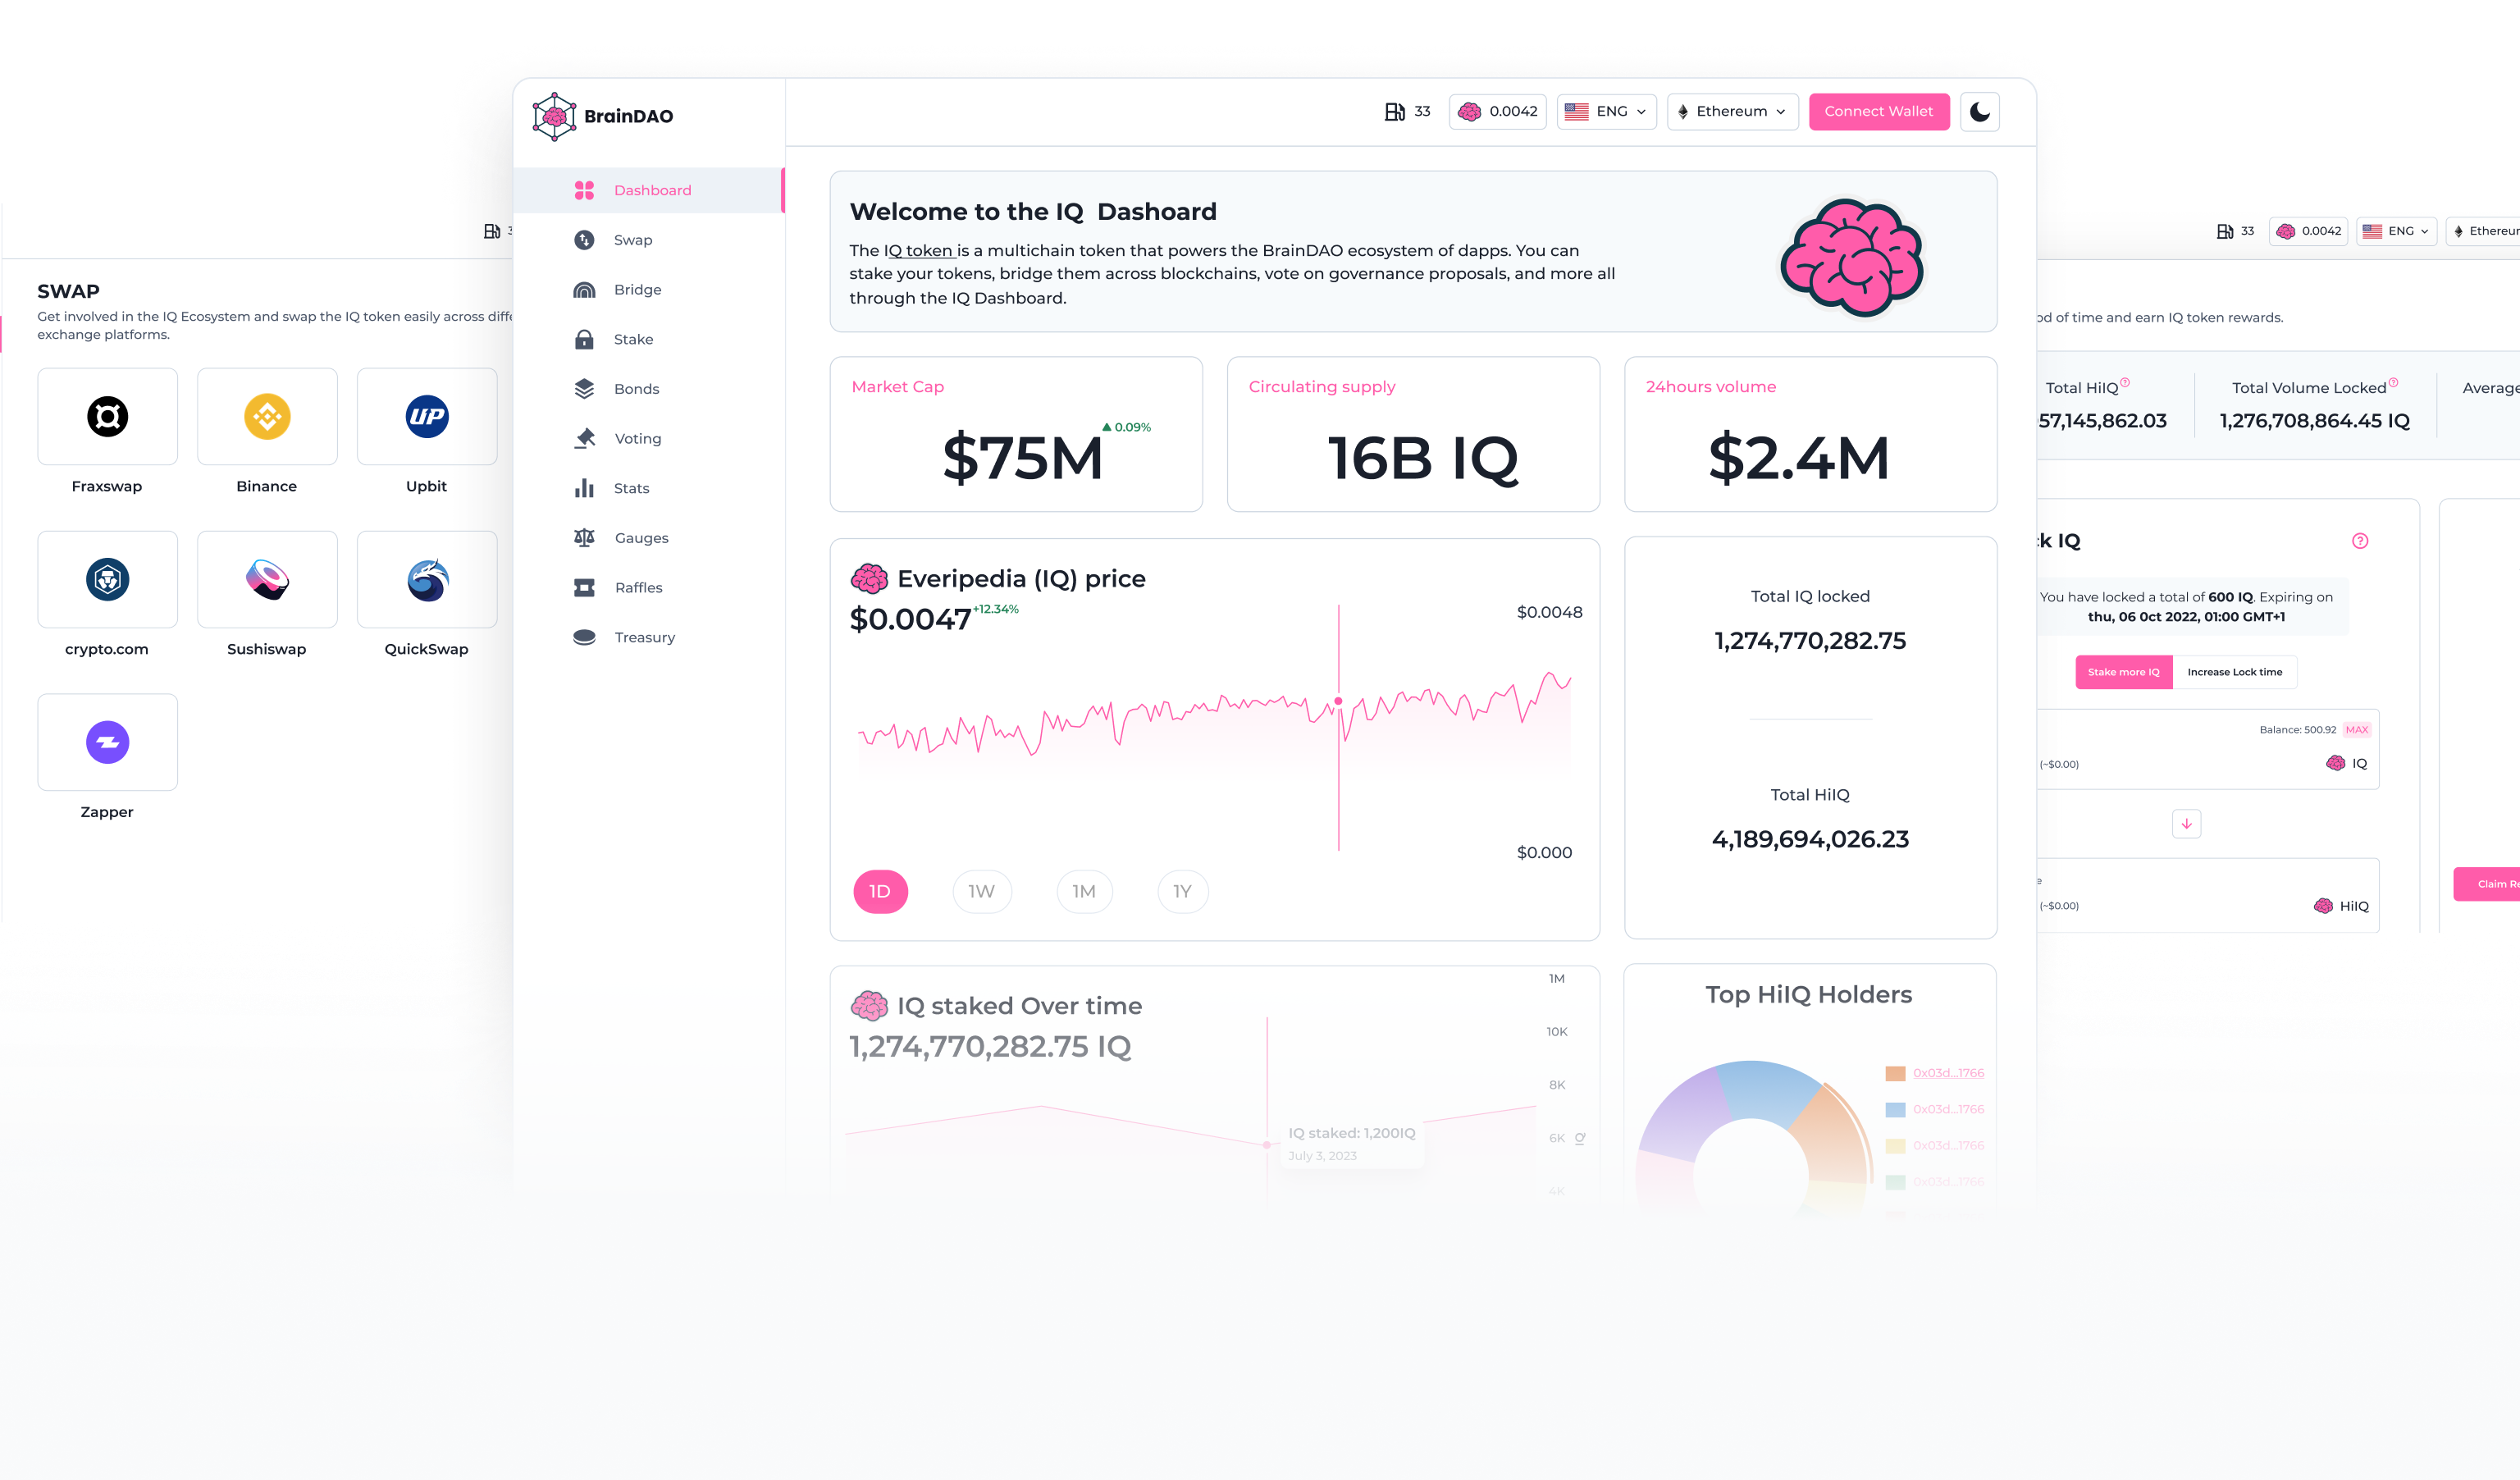 BrainDAO
33
0.0042
ENG
Ethereum
Connect Wallet
Dashboard
Swap
Bridge
Stake
Bonds
Voting
Stats
Gauges
Raffles
Treasury
Welcome to the IQ  Dashoard
The IQ token is a multichain token that powers the BrainDAO ecosystem of dapps. You can
stake your tokens, bridge them across blockchains, vote on governance proposals, and more all
through the IQ Dashboard.
Market Cap
$75M
0.09%
Circulating supply
16B IQ
24hours volume
$2.4M
Everipedia (IQ) price
$0.0047
+12.34%
$0.0048
$0.000
1D
1W
1M
1Y
Total IQ locked
1,274,770,282.75
Total HiIQ
4,189,694,026.23
IQ staked Over time
1,274,770,282.75 IQ
1M
10K
8K
6K
4K
IQ staked: 1,200IQ
July 3, 2023
Top HiIQ Holders
0x03d...1766
0x03d...1766
0x03d...1766
0x03d...1766
SWAP
Get involved in the IQ Ecosystem and swap the IQ token easily across
exchange platforms.
Fraxswap
Binance
UP
Upbit
crypto.com
Sushiswap
QuickSwap
Zapper
33
0.0042
ENG
of time and earn IQ token rewards.
Total HiIQ
57,145,862.03
Total Volume Locked
1,276,708,864.45 IQ
Average
IQ
You have locked a total of 600 IQ. Expiring on
thu, 06 Oct 2022, 01:00 GMT+1
Stake more IQ
Increase Lock time
Balance: 500.92
MAX
(~$0.00)
IQ
(~$0.00)
HiIQ
Claim